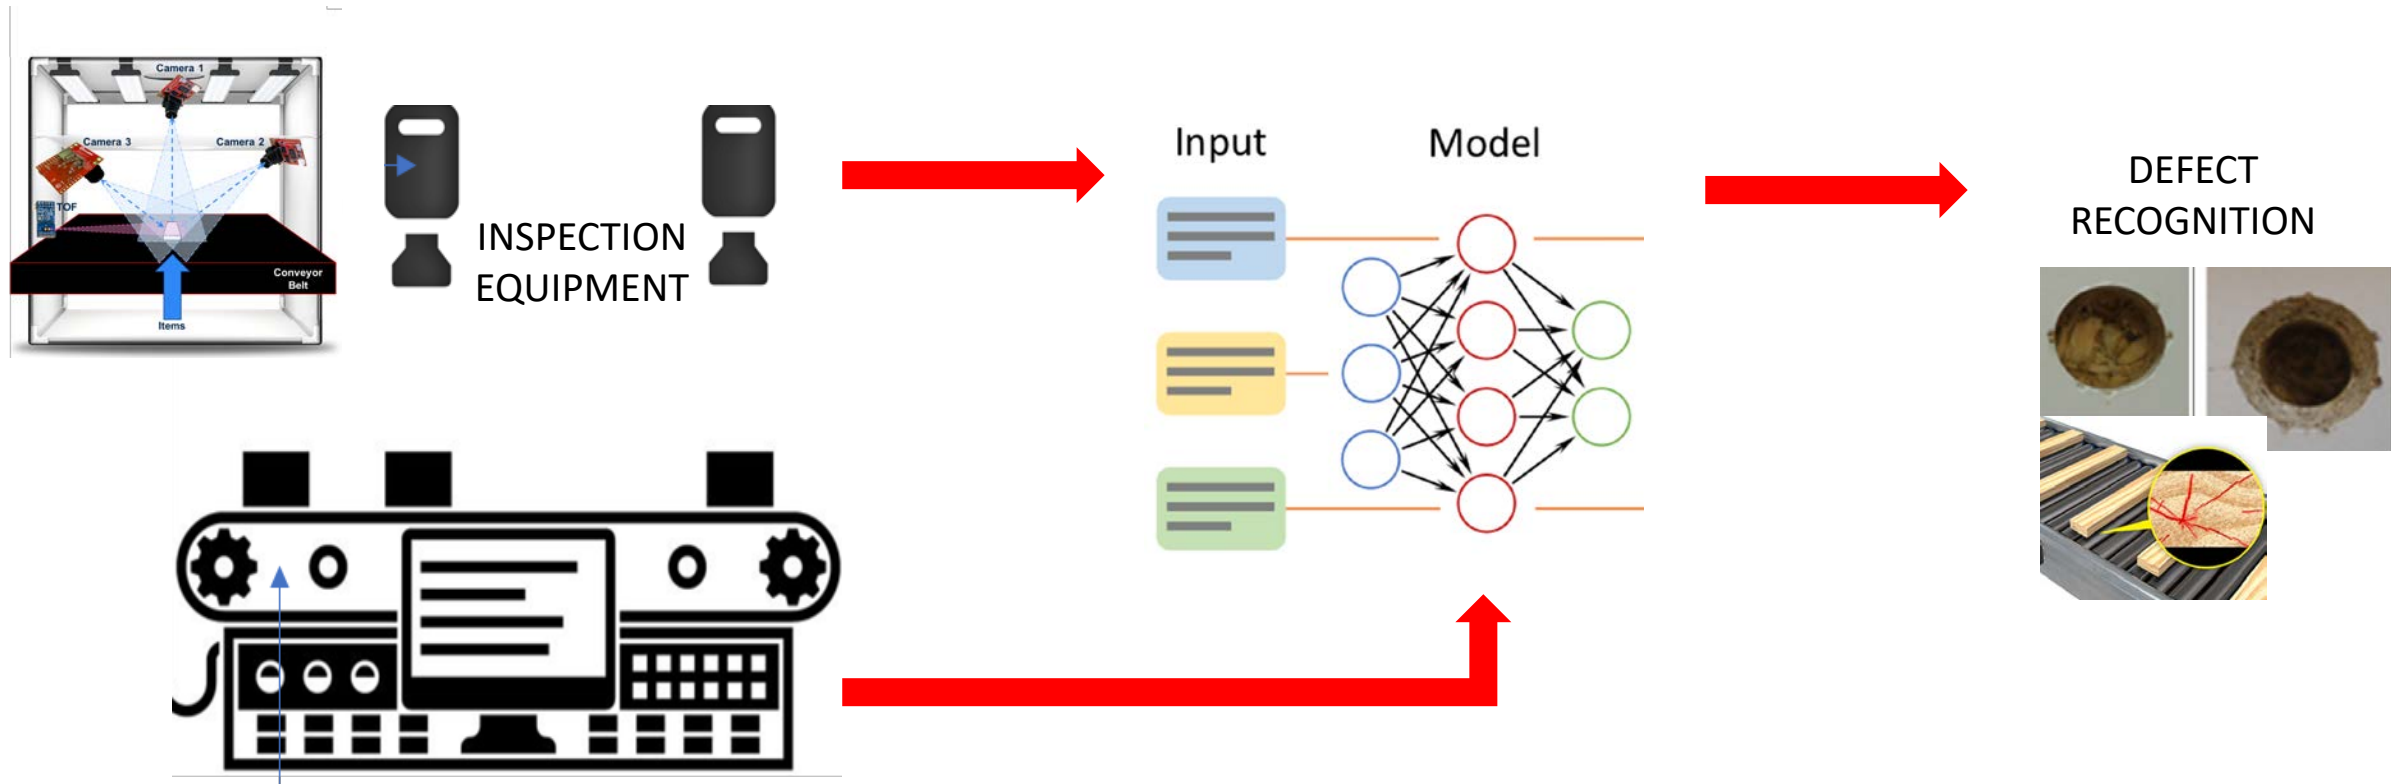 Camera 1
Camera 3
Camera 2
TOF
Conveyor
Belt
Items
INSPECTION
EQUIPMENT
Input
Model
DEFECT
RECOGNITION